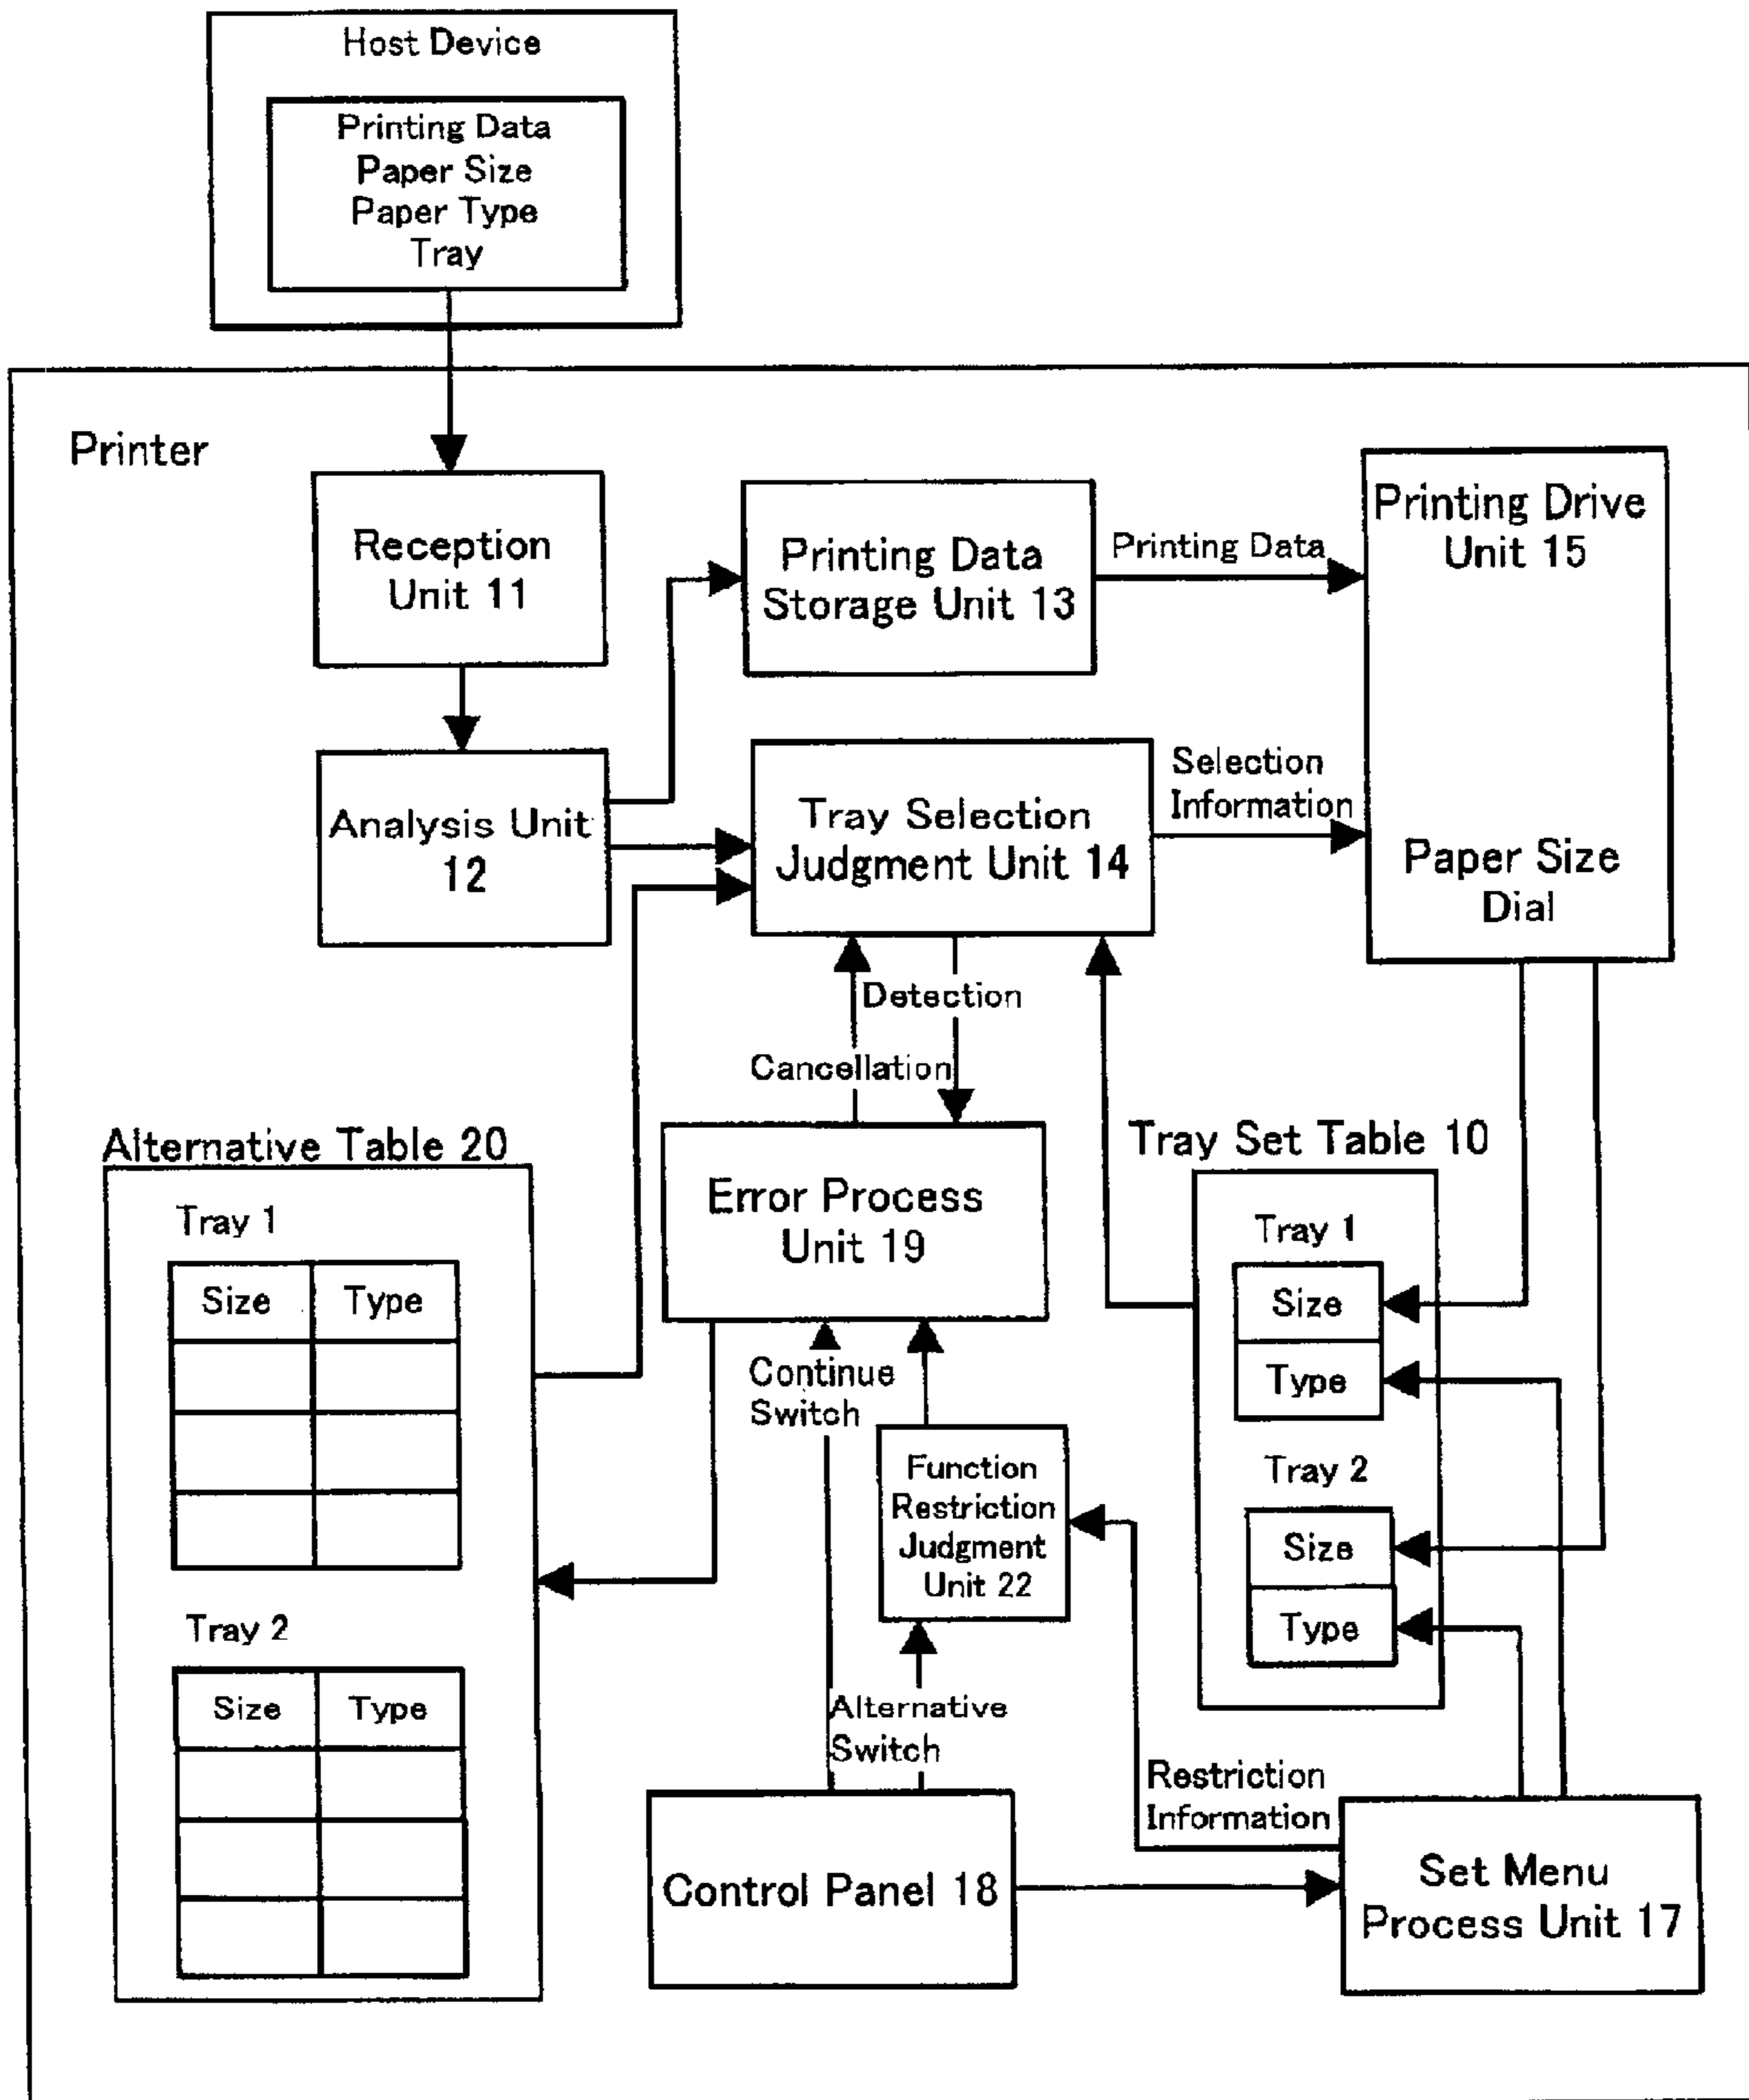 Host Device
Printing Data
Paper Size
Paper Type
Tray
Printer
Reception
Unit 11
Printing Data
Storage Unit 13
Printing Data
Printing Drive
Unit 15
Analysis Unit
12
Tray Selection
Judgment Unit 14
Selection
Information
Paper Size
Dial
Detection
Cancellation
Alternative Table 20
Tray 1
Size Type
Tray 2
Size Type
Error Process
Unit 19
Tray Set Table 10
Tray 1
Size
Type
Tray 2
Size
Type
Continue
Switch
Function
Restriction
Judgment
Unit 22
Alternative
Switch
Restriction
Information
Control Panel 18
Set Menu
Process Unit 17